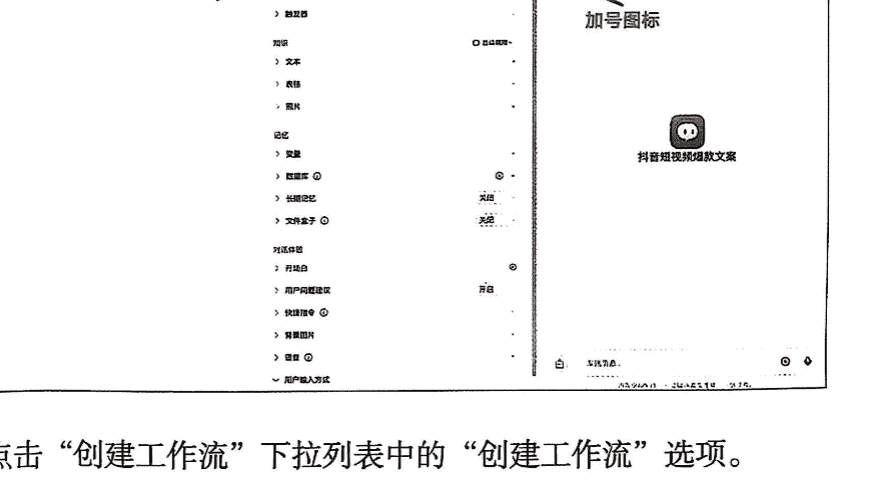 触发器
加号图标
知识
文本
表格
照片
抖音短视频爆款文案
记忆
变量
数据库
长期记忆 关闭
文件盒子 关闭
对话体验
开场白
用户问题建议 开启
快捷指令
背景图片
语音
发送消息
用户输入方式
点击“创建工作流”下拉列表中的“创建工作流”选项。